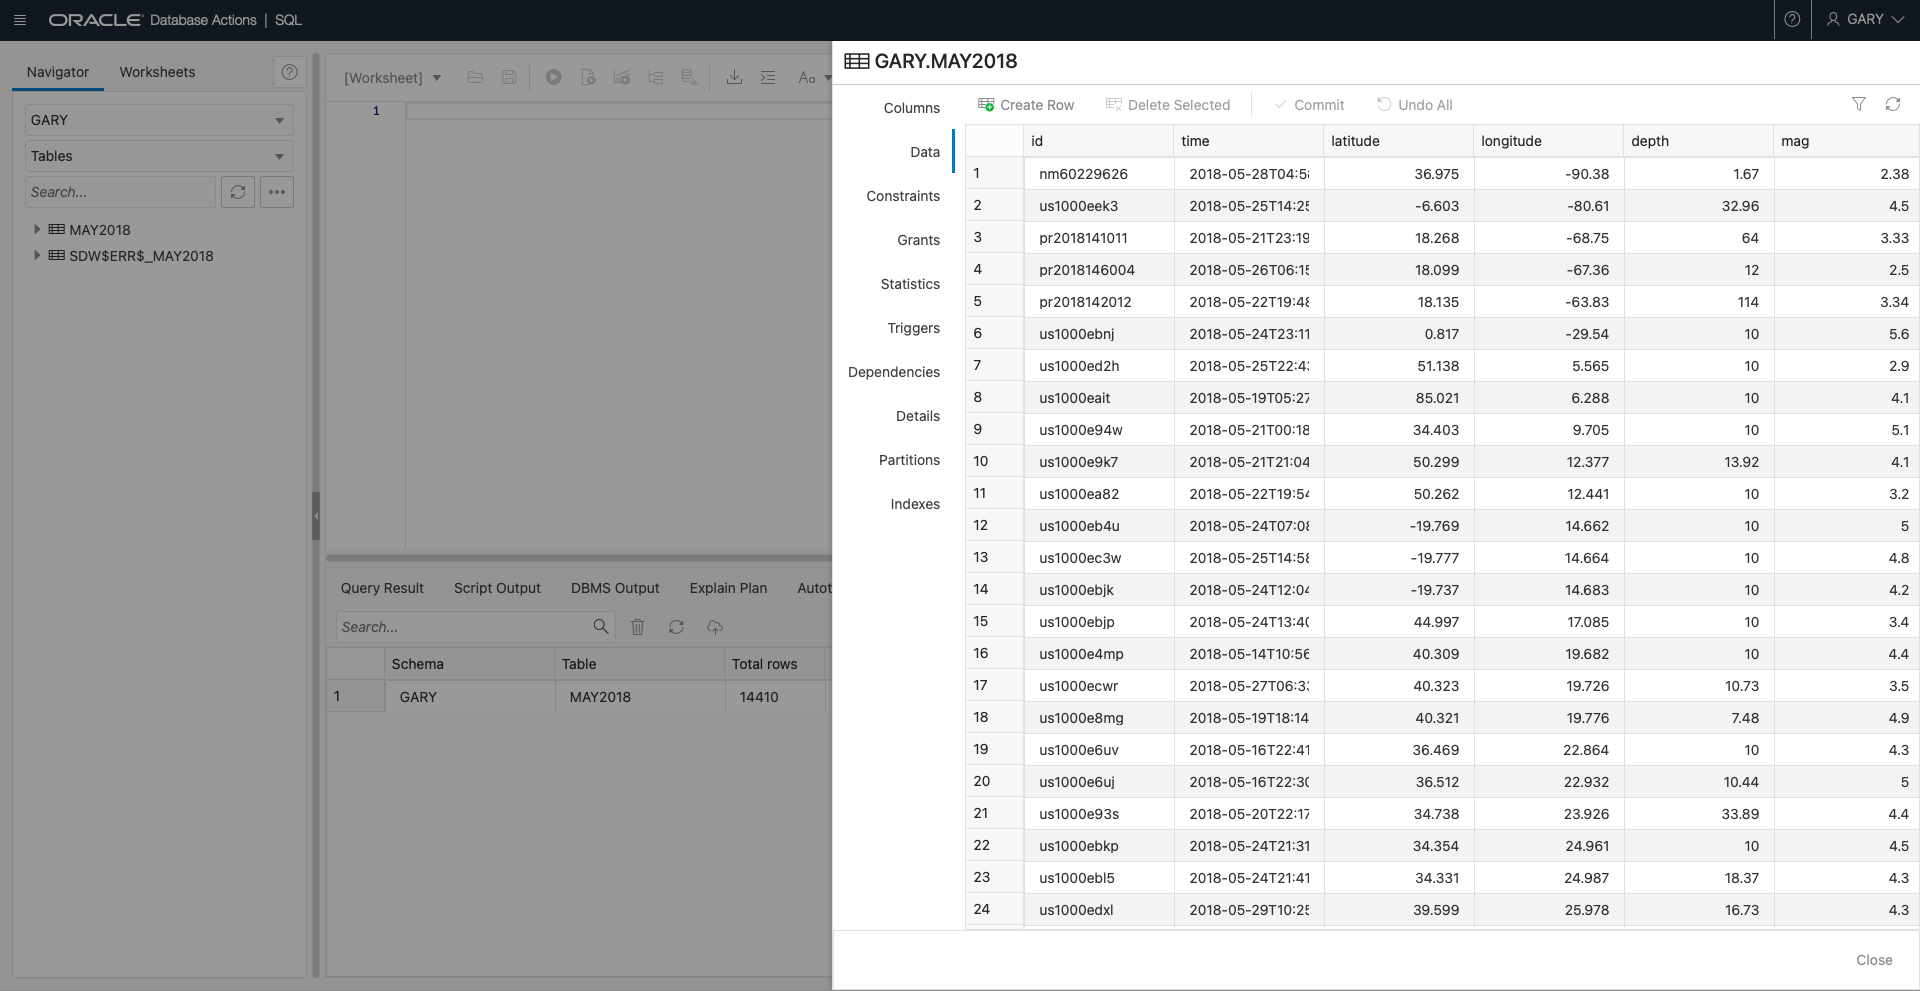 ORACLE Database Actions | SQL
GARY
Navigator Worksheets
GARY
Tables
Search...
MAY2018
SDW$ERR$_MAY2018
[Worksheet] Aa
1
Query Result Script Output DBMS Output Explain Plan Autot
Search...
Schema Table Total rows
1 GARY MAY2018 14410
GARY.MAY2018
Columns
Data
Constraints
Grants
Statistics
Triggers
Dependencies
Details
Partitions
Indexes
Create Row Delete Selected Commit Undo All
id time latitude longitude depth mag
1 nm60229626 2018-05-28T04:58 36.975 -90.38 1.67 2.38
2 us1000eek3 2018-05-25T14:25 -6.603 -80.61 32.96 4.5
3 pr2018141011 2018-05-21T23:19 18.268 -68.75 64 3.33
4 pr2018146004 2018-05-26T06:15 18.099 -67.36 12 2.5
5 pr2018142012 2018-05-22T19:48 18.135 -63.83 114 3.34
6 us1000ebnj 2018-05-24T23:11 0.817 -29.54 10 5.6
7 us1000ed2h 2018-05-25T22:43 51.138 5.565 10 2.9
8 us1000eait 2018-05-19T05:27 85.021 6.288 10 4.1
9 us1000e94w 2018-05-21T00:18 34.403 9.705 10 5.1
10 us1000e9k7 2018-05-21T21:04 50.299 12.377 13.92 4.1
11 us1000ea82 2018-05-22T19:54 50.262 12.441 10 3.2
12 us1000eb4u 2018-05-24T07:08 -19.769 14.662 10 5
13 us1000ec3w 2018-05-25T14:58 -19.777 14.664 10 4.8
14 us1000ebjk 2018-05-24T12:04 -19.737 14.683 10 4.2
15 us1000ebjp 2018-05-24T13:40 44.997 17.085 10 3.4
16 us1000e4mp 2018-05-14T10:56 40.309 19.682 10 4.4
17 us1000ecwr 2018-05-27T06:33 40.323 19.726 10.73 3.5
18 us1000e8mg 2018-05-19T18:14 40.321 19.776 7.48 4.9
19 us1000e6uv 2018-05-16T22:41 36.469 22.864 10 4.3
20 us1000e6uj 2018-05-16T22:30 36.512 22.932 10.44 5
21 us1000e93s 2018-05-20T22:17 34.738 23.926 33.89 4.4
22 us1000ebkp 2018-05-24T21:31 34.354 24.961 10 4.5
23 us1000ebl5 2018-05-24T21:41 34.331 24.987 18.37 4.3
24 us1000edxl 2018-05-29T10:25 39.599 25.978 16.73 4.3
Close